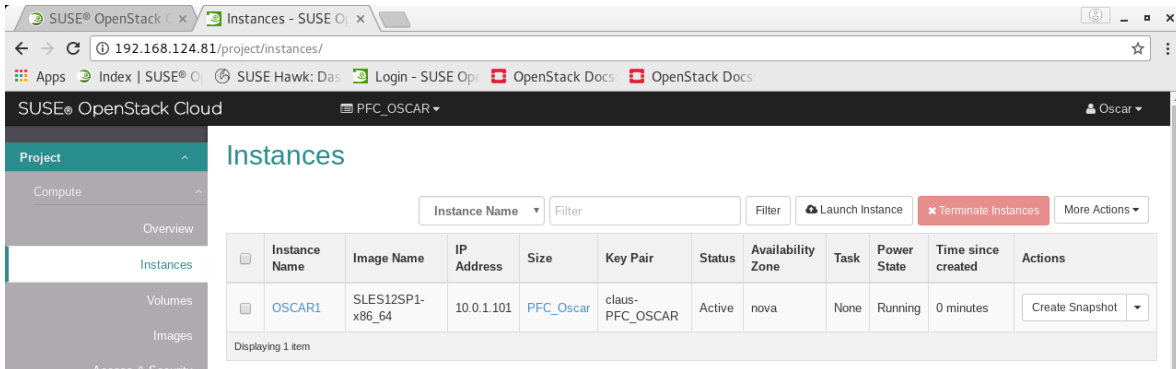 SUSE® OpenStack C
Instances - SUSE O
192.168.124.81/project/instances/
Apps Index | SUSE® O SUSE Hawk: Das Login - SUSE Ope OpenStack Docs: OpenStack Docs:
SUSE® OpenStack Cloud PFC_OSCAR Oscar
Project
Compute
Overview
Instances
Volumes
Images
Access & Security
Instances
Instance Name Filter Filter Launch Instance Terminate Instances More Actions
Instance Name Image Name IP Address Size Key Pair Status Availability Zone Task Power State Time since created Actions
OSCAR1 SLES12SP1-x86_64 10.0.1.101 PFC_Oscar claus-PFC_OSCAR Active nova None Running 0 minutes Create Snapshot
Displaying 1 item